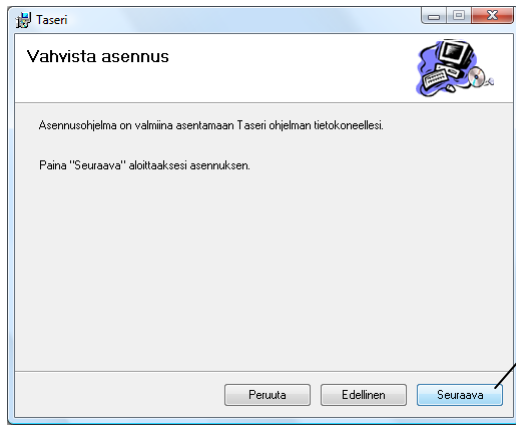 Taseri
Vahvista asennus
Asennusohjelma on valmiina asentamaan Taseri ohjelman tietokoneellesi.
Paina "Seuraava" aloittaaksesi asennuksen.
Peruuta Edellinen Seuraava